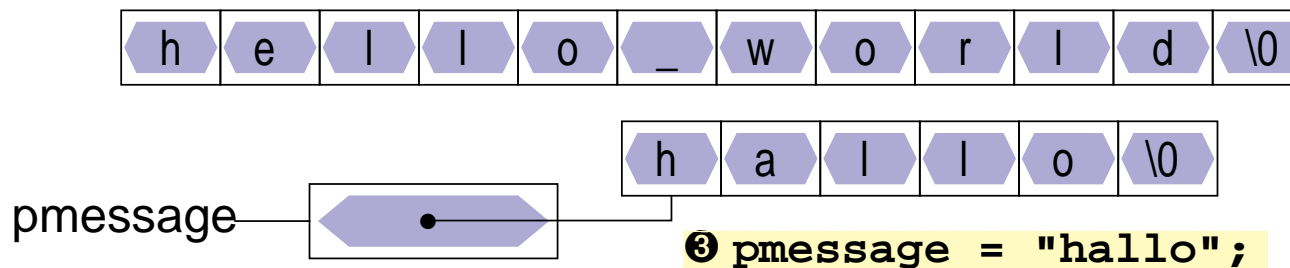 h e l l o _ w o r l d \0
h a l l o \0
pmessage
❸ pmessage = "hallo";